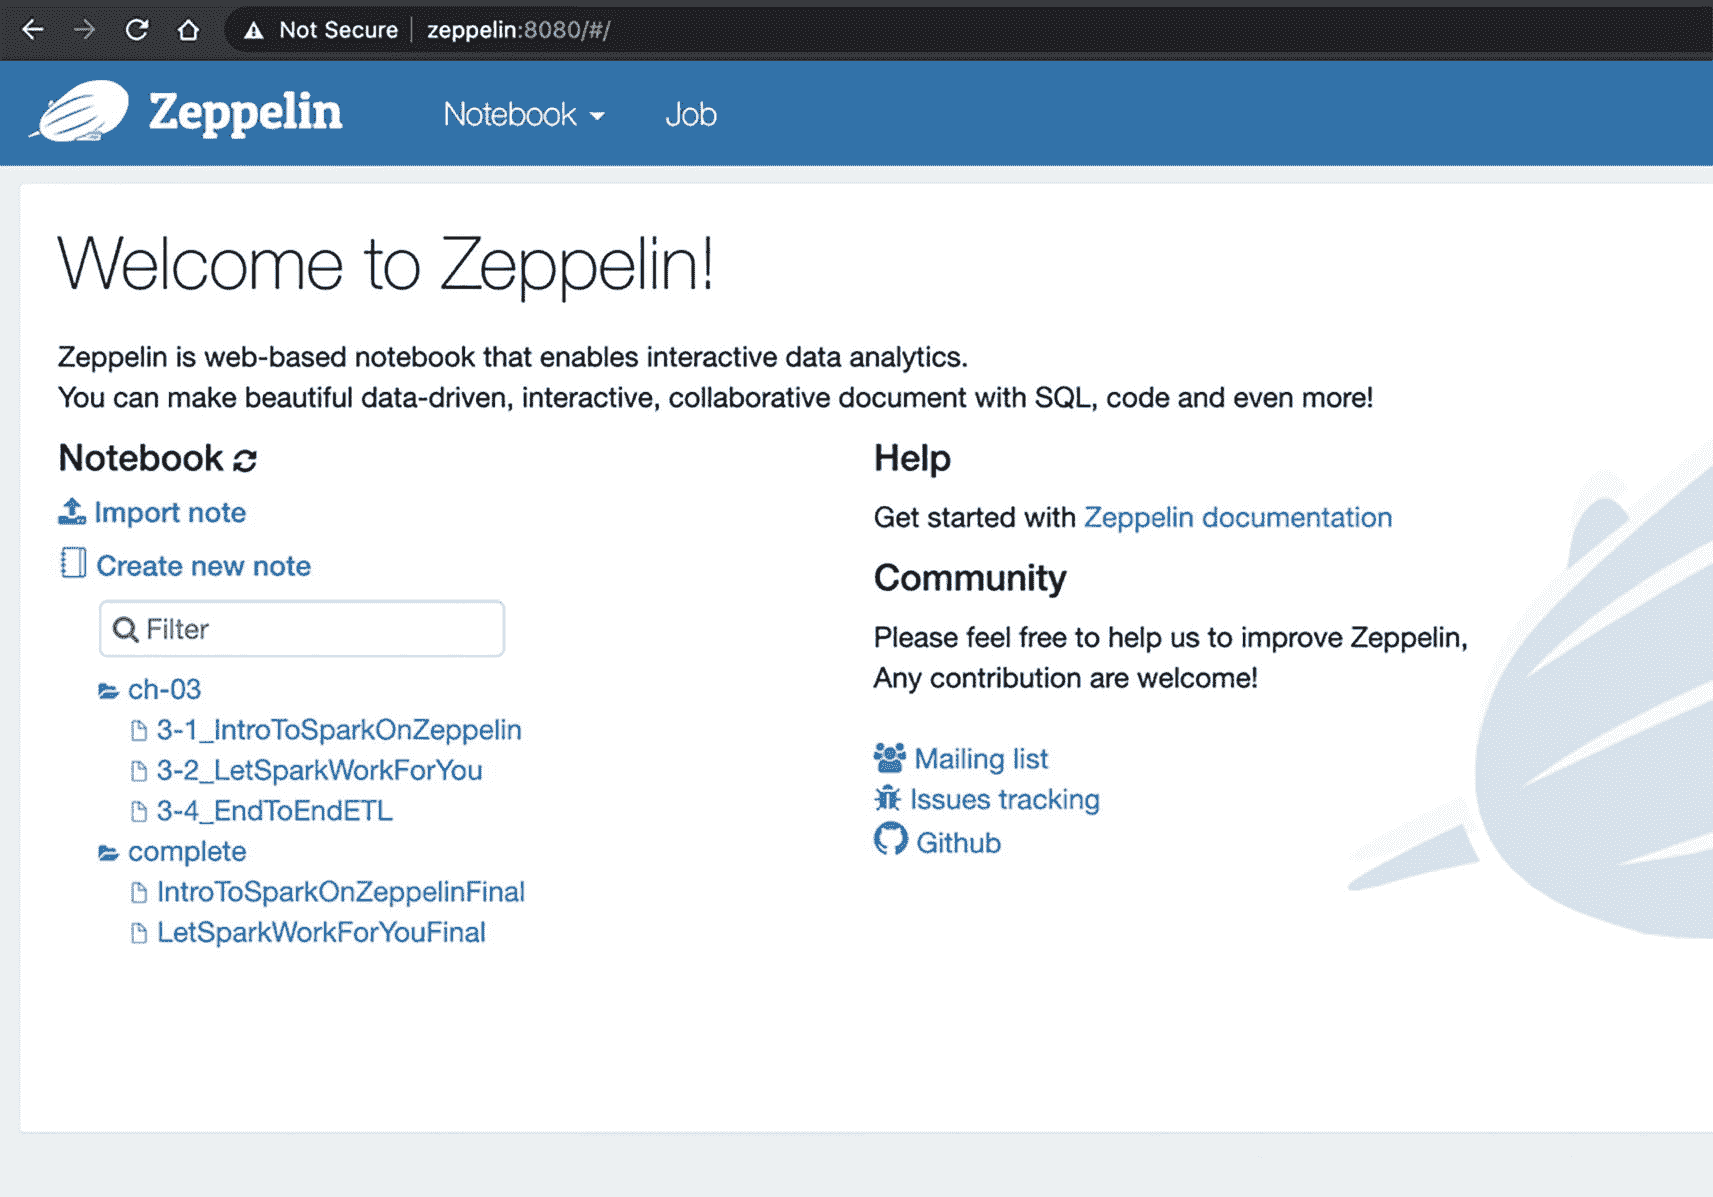 Not Secure zeppelin:8080/#/
Zeppelin Notebook Job
Welcome to Zeppelin!
Zeppelin is web-based notebook that enables interactive data analytics.
You can make beautiful data-driven, interactive, collaborative document with SQL, code and even more!
Notebook
Import note
Create new note
Filter
ch-03
3-1_IntroToSparkOnZeppelin
3-2_LetSparkWorkForYou
3-4_EndToEndETL
complete
IntroToSparkOnZeppelinFinal
LetSparkWorkForYouFinal
Help
Get started with Zeppelin documentation
Community
Please feel free to help us to improve Zeppelin,
Any contribution are welcome!
Mailing list
Issues tracking
Github